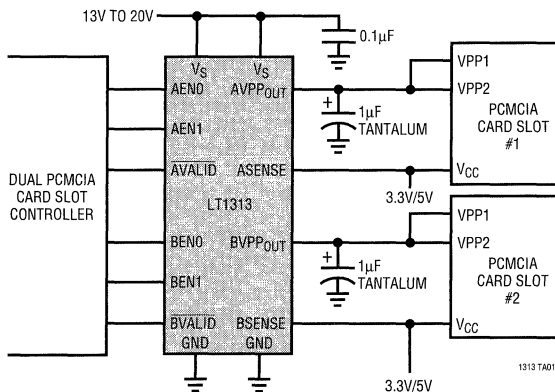 13V TO 20V
0.1µF
VS VS
AEN0 AVPPOUT
AEN1
AVALID ASENSE
LT1313
BEN0 BVPPOUT
BEN1
BVALID BSENSE
GND GND
DUAL PCMCIA
CARD SLOT
CONTROLLER
+
1µF
TANTALUM
3.3V/5V
+
1µF
TANTALUM
3.3V/5V
VPP1
VPP2
PCMCIA
CARD SLOT
#1
VCC
VPP1
VPP2
PCMCIA
CARD SLOT
#2
VCC
1313 TA01